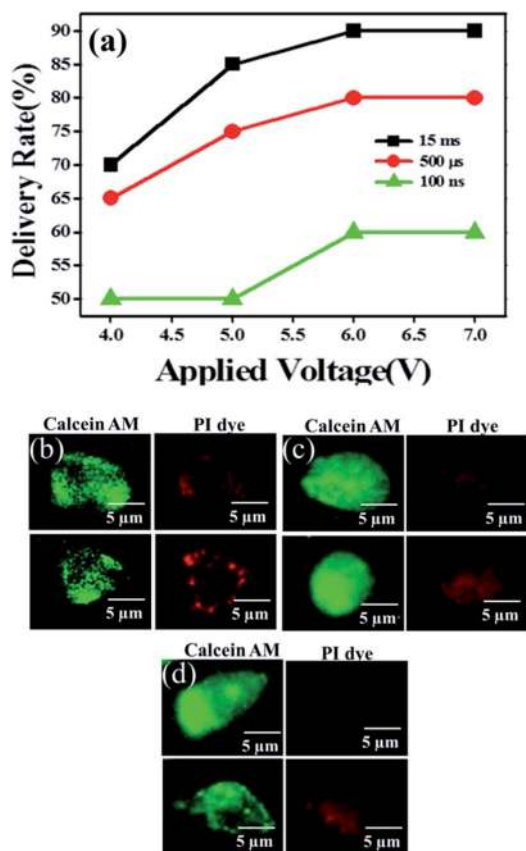 (a)
Delivery Rate(%)
90
85
80
75
70
65
60
55
50
15 ms
500 µs
100 ns
4.0 4.5 5.0 5.5 6.0 6.5 7.0
Applied Voltage(V)
Calcein AM PI dye Calcein AM PI dye
(b) (c)
5 µm 5 µm 5 µm 5 µm
5 µm 5 µm 5 µm 5 µm
Calcein AM PI dye
(d)
5 µm 5 µm
5 µm 5 µm